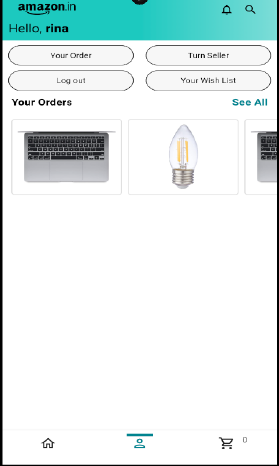 amazon.in
Hello, rina
Your Order
Turn Seller
Log out
Your Wish List
Your Orders
See All
0